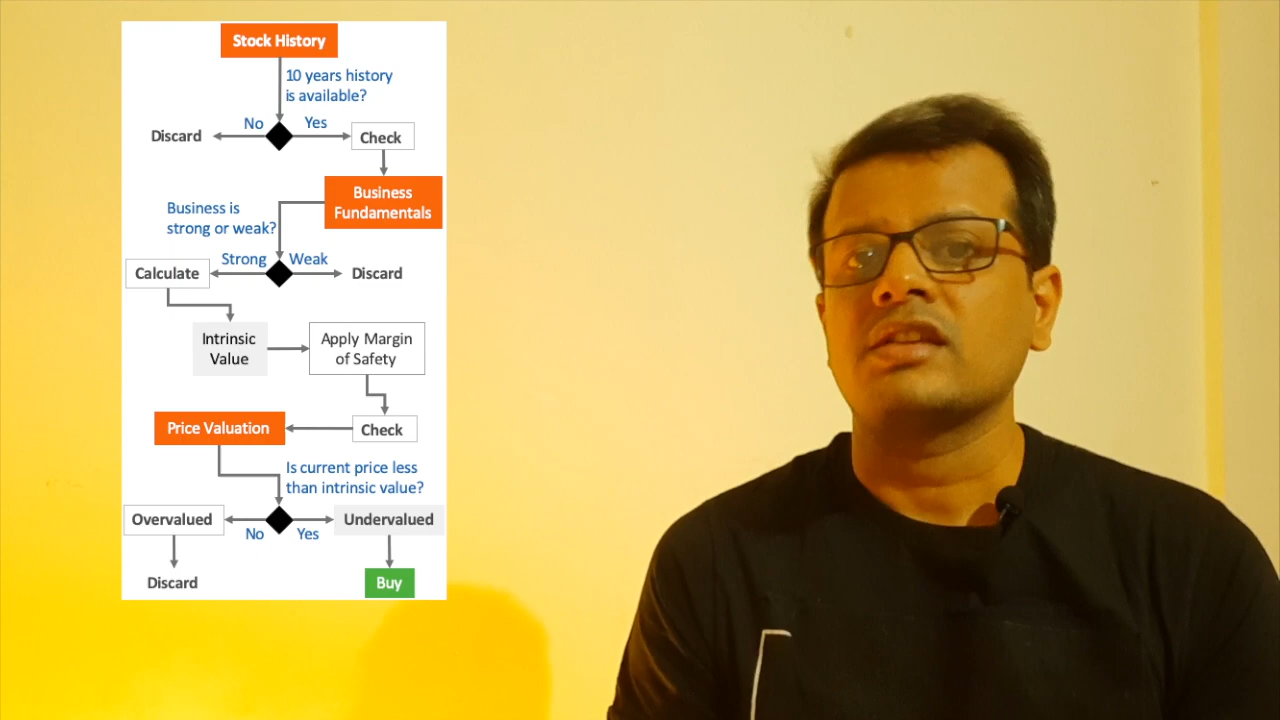 Stock History
10 years history
is available?
No
Yes
Discard
Check
Business
Fundamentals
Business is
strong or weak?
Strong
Weak
Calculate
Discard
Intrinsic
Value
Apply Margin
of Safety
Price Valuation
Check
Is current price less
than intrinsic value?
Overvalued
No
Yes
Undervalued
Discard
Buy